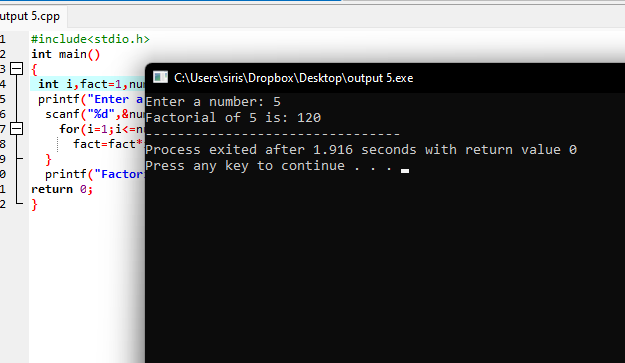 utput 5.cpp
1 #include<stdio.h>
2 int main()
3 {
4 int i,fact=1,nu
5 printf("Enter a
6 scanf("%d",&nu
7 for(i=1;i<=nu
8 fact=fact*
9 }
0 printf("Factor
1 return 0;
2 }
C:\Users\siris\Dropbox\Desktop\output 5.exe
Enter a number: 5
Factorial of 5 is: 120
--------------------------------
Process exited after 1.916 seconds with return value 0
Press any key to continue . . .